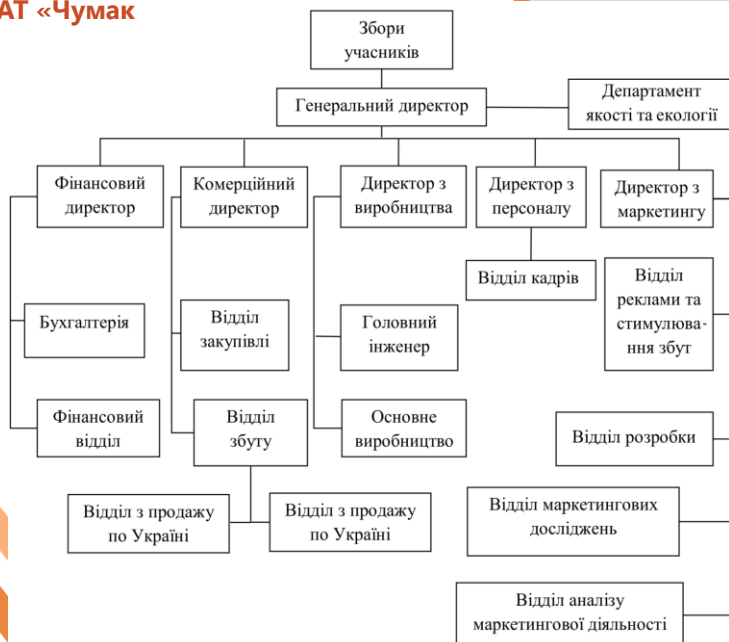 АТ «Чумак
Збори
учасників
Генеральний директор
Департамент
якості та екології
Фінансовий
директор
Комерційний
директор
Директор з
виробництва
Директор з
персоналу
Директор з
маркетингу
Відділ кадрів
Відділ
реклами та
стимулюва-
ння збут
Бухгалтерія
Відділ
закупівлі
Головний
інженер
Фінансовий
відділ
Відділ
збуту
Основне
виробництво
Відділ розробки
Відділ з продажу
по Україні
Відділ з продажу
по Україні
Відділ маркетингових
досліджень
Відділ аналізу
маркетингової діяльності